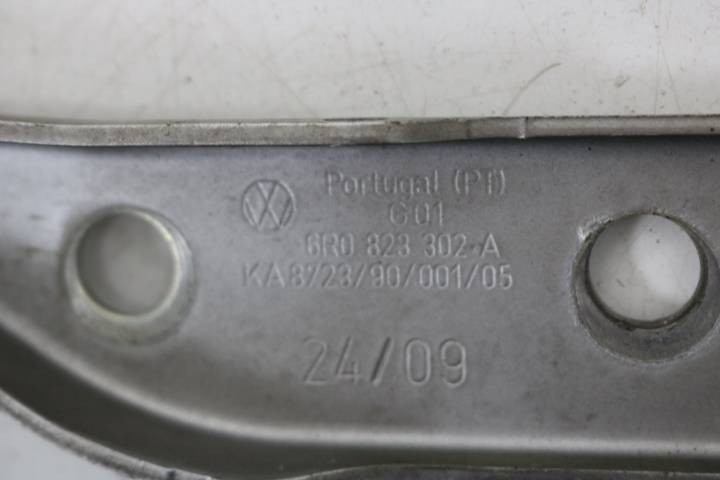 Portugal (PT)
G01
6R0 823 302-A
KA8723/90/001/05
24/09